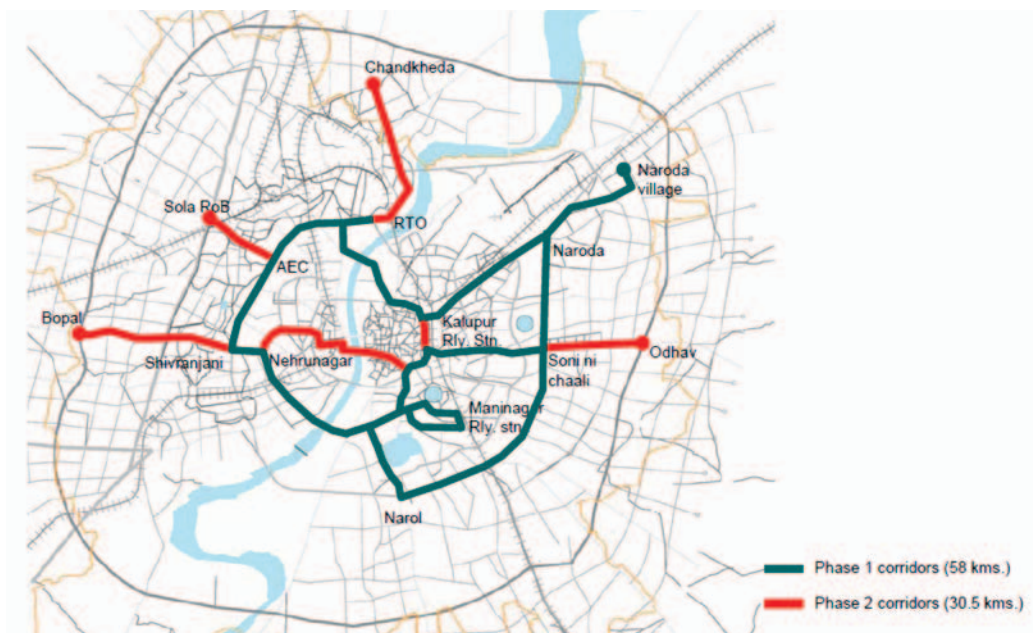 Chandkheda
Naroda
village
Sola RoB
RTO
Naroda
AEC
Bopal
Kalupur
Rly. Stn.
Shivranjani
Nehrunagar
Soni ni
chaali
Odhav
Maninagar
Rly. stn
Narol
Phase 1 corridors (58 kms.)
Phase 2 corridors (30.5 kms.)